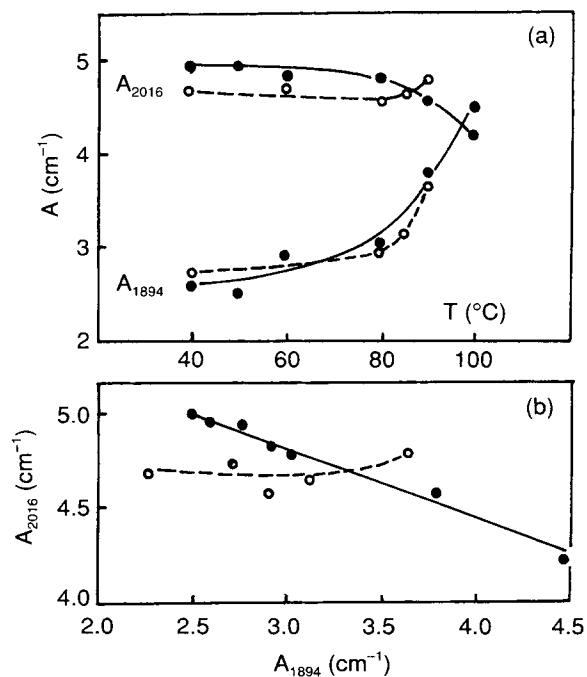 (a)
5
A₂₀₁₆
4
A (cm⁻¹)
3
A₁₈₉₄
T (°C)
2
40 60 80 100
(b)
5.0
A₂₀₁₆ (cm⁻¹)
4.5
4.0
2.0 2.5 3.0 3.5 4.0 4.5
A₁₈₉₄ (cm⁻¹)